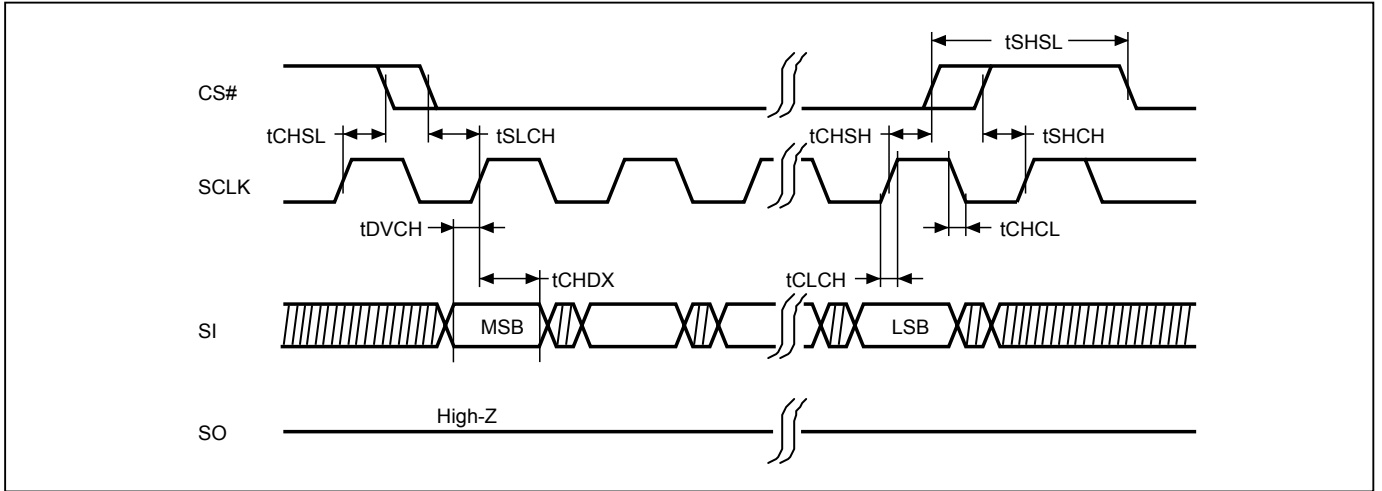 tSHSL
CS#
tCHSL
tSLCH
tCHSH
tSHCH
SCLK
tDVCH
tCHCL
tCHDX
tCLCH
SI
MSB
LSB
High-Z
SO